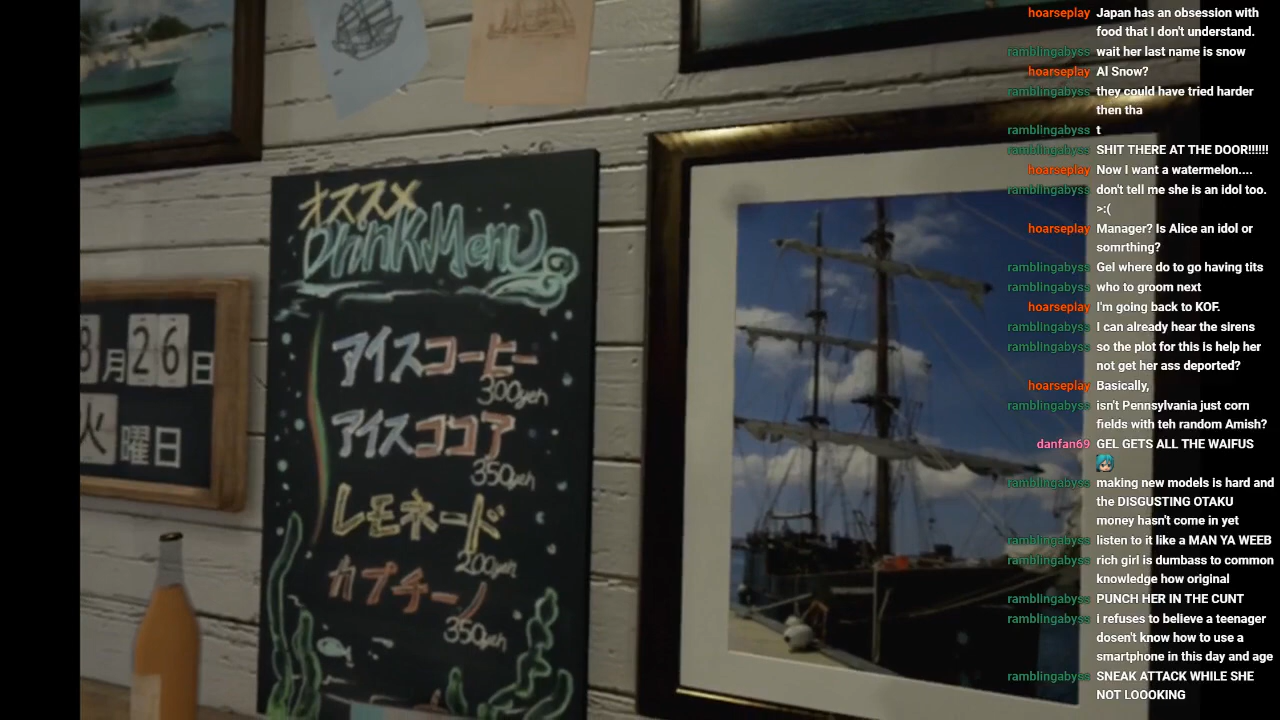 オススメ
Drink Menu
アイスコーヒー
300yen
アイスココア
350yen
レモネード
200yen
カプチーノ
350yen
8月26日
火曜日
hoarseplay Japan has an obsession with
food that I don't understand.
ramblingabyss wait her last name is snow
hoarseplay Al Snow?
ramblingabyss they could have tried harder
then tha
ramblingabyss t
ramblingabyss SHIT THERE AT THE DOOR!!!!!!
hoarseplay Now I want a watermelon....
ramblingabyss don't tell me she is an idol too.
>:(
hoarseplay Manager? Is Alice an idol or
somrthing?
ramblingabyss Gel where do to go having tits
ramblingabyss who to groom next
hoarseplay I'm going back to KOF.
ramblingabyss I can already hear the sirens
ramblingabyss so the plot for this is help her
not get her ass deported?
hoarseplay Basically,
ramblingabyss isn't Pennsylvania just corn
fields with teh random Amish?
danfan69 GEL GETS ALL THE WAIFUS
ramblingabyss making new models is hard and
the DISGUSTING OTAKU
money hasn't come in yet
ramblingabyss listen to it like a MAN YA WEEB
ramblingabyss rich girl is dumbass to common
knowledge how original
ramblingabyss PUNCH HER IN THE CUNT
ramblingabyss I refuses to believe a teenager
dosen't know how to use a
smartphone in this day and age
ramblingabyss SNEAK ATTACK WHILE SHE
NOT LOOOKING